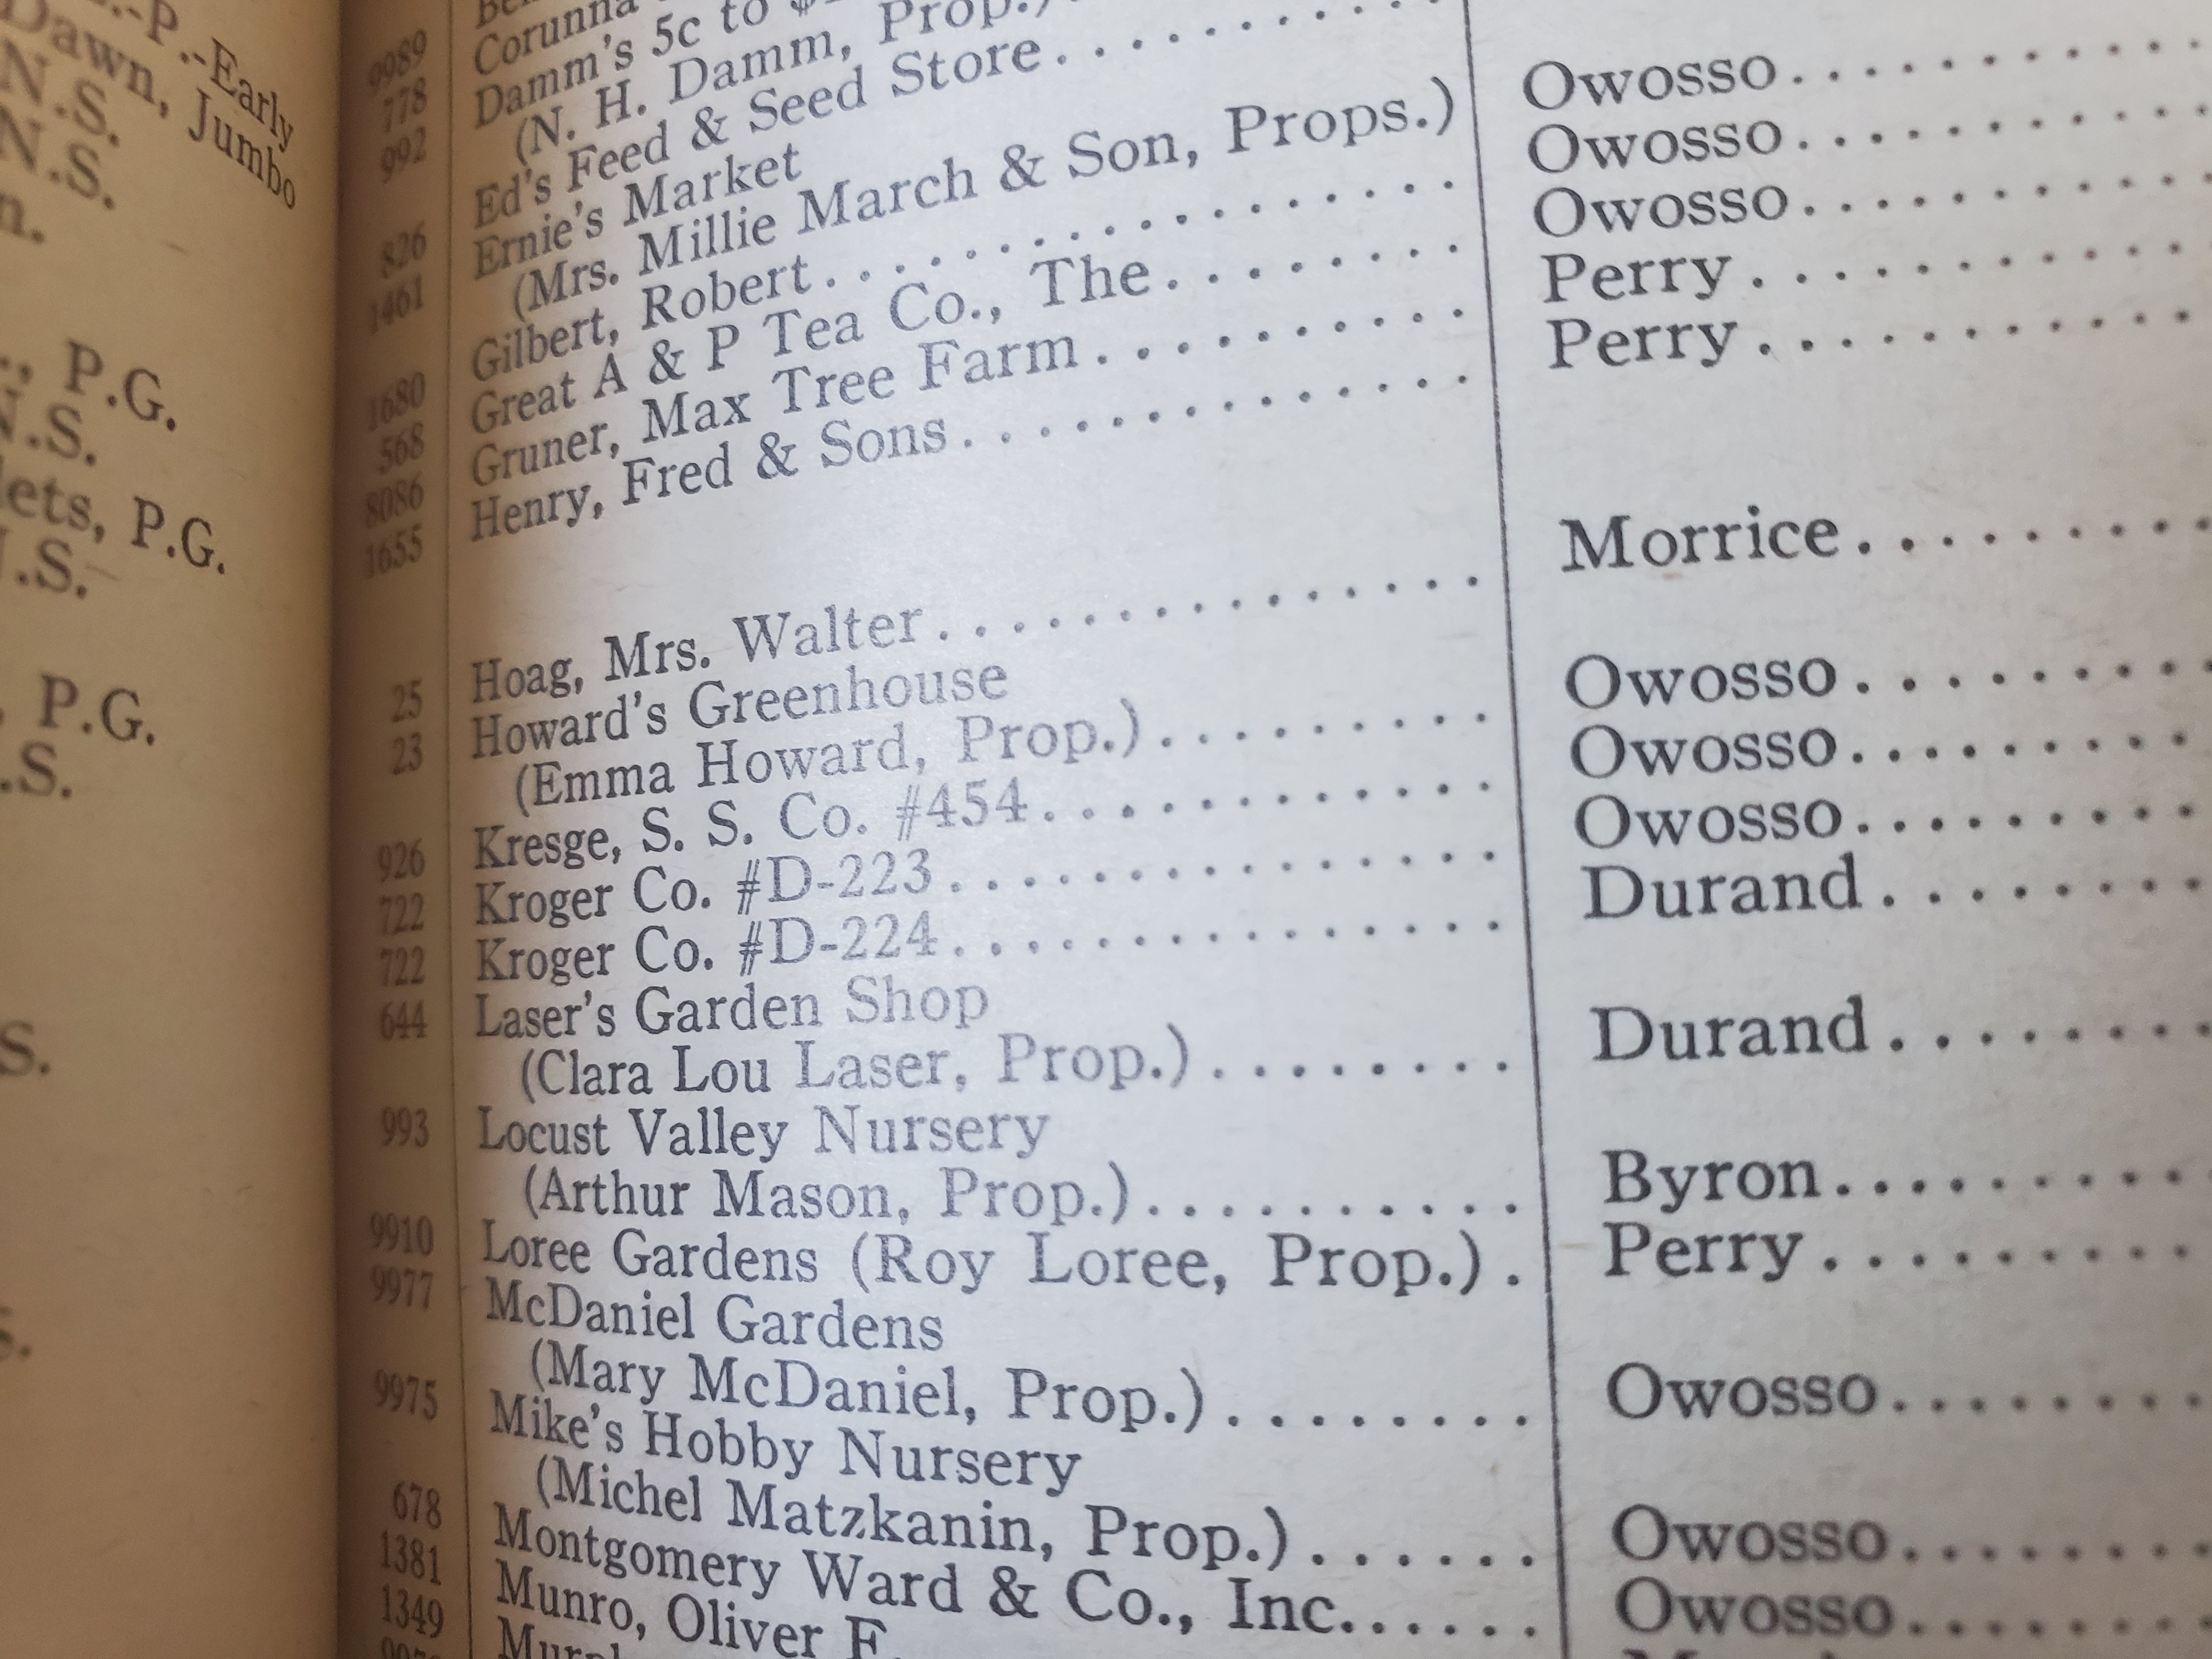 P.-Early
Dawn, Jumbo
N.S.
N.S.
P.G.
N.S.
P.G.
P.G.
9989 Corunna
778 Damm's 5c to
(N. H. Damm, Prop.)
992 Ed's Feed & Seed Store Owosso
Ernie's Market
(Mrs. Millie March & Son, Props.) Owosso
826 Gilbert, Robert Owosso
1461 Great A & P Tea Co., The Perry
Gruner, Max Tree Farm Perry
1680 Henry, Fred & Sons
568
8086
1655
Hoag, Mrs. Walter Morrice
25 Howard's Greenhouse
23 (Emma Howard, Prop.) Owosso
Kresge, S. S. Co. #454 Owosso
926 Kroger Co. #D-223 Owosso
722 Kroger Co. #D-224 Durand
722 Laser's Garden Shop
644 (Clara Lou Laser, Prop.) Durand
993 Locust Valley Nursery
(Arthur Mason, Prop.) Byron
9910 Loree Gardens (Roy Loree, Prop.) Perry
9977 McDaniel Gardens
(Mary McDaniel, Prop.) Owosso
9975 Mike's Hobby Nursery
(Michel Matzkanin, Prop.) Owosso
678 Montgomery Ward & Co., Inc. Owosso
1381 Munro, Oliver F.
1349